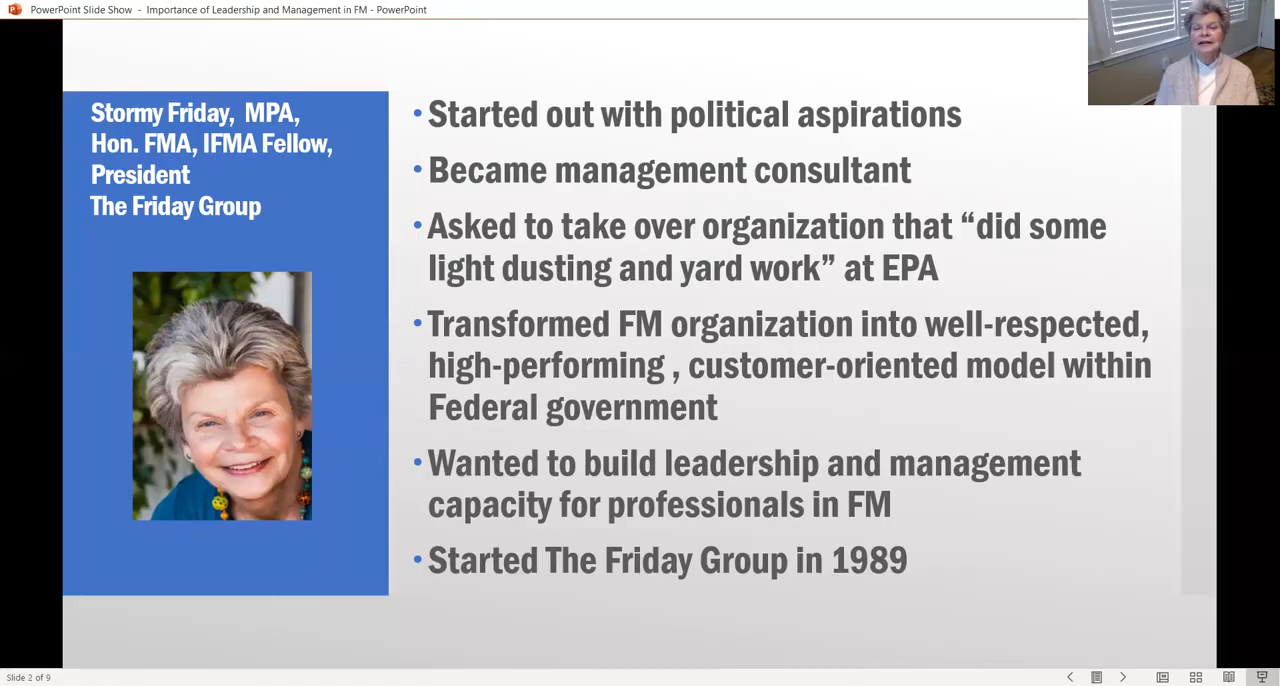 PowerPoint Slide Show - Importance of Leadership and Management in FM - PowerPoint
Stormy Friday, MPA,
Hon. FMA, IFMA Fellow,
President
The Friday Group
• Started out with political aspirations
• Became management consultant
• Asked to take over organization that “did some
light dusting and yard work” at EPA
• Transformed FM organization into well-respected,
high-performing , customer-oriented model within
Federal government
• Wanted to build leadership and management
capacity for professionals in FM
• Started The Friday Group in 1989
Slide 2 of 9